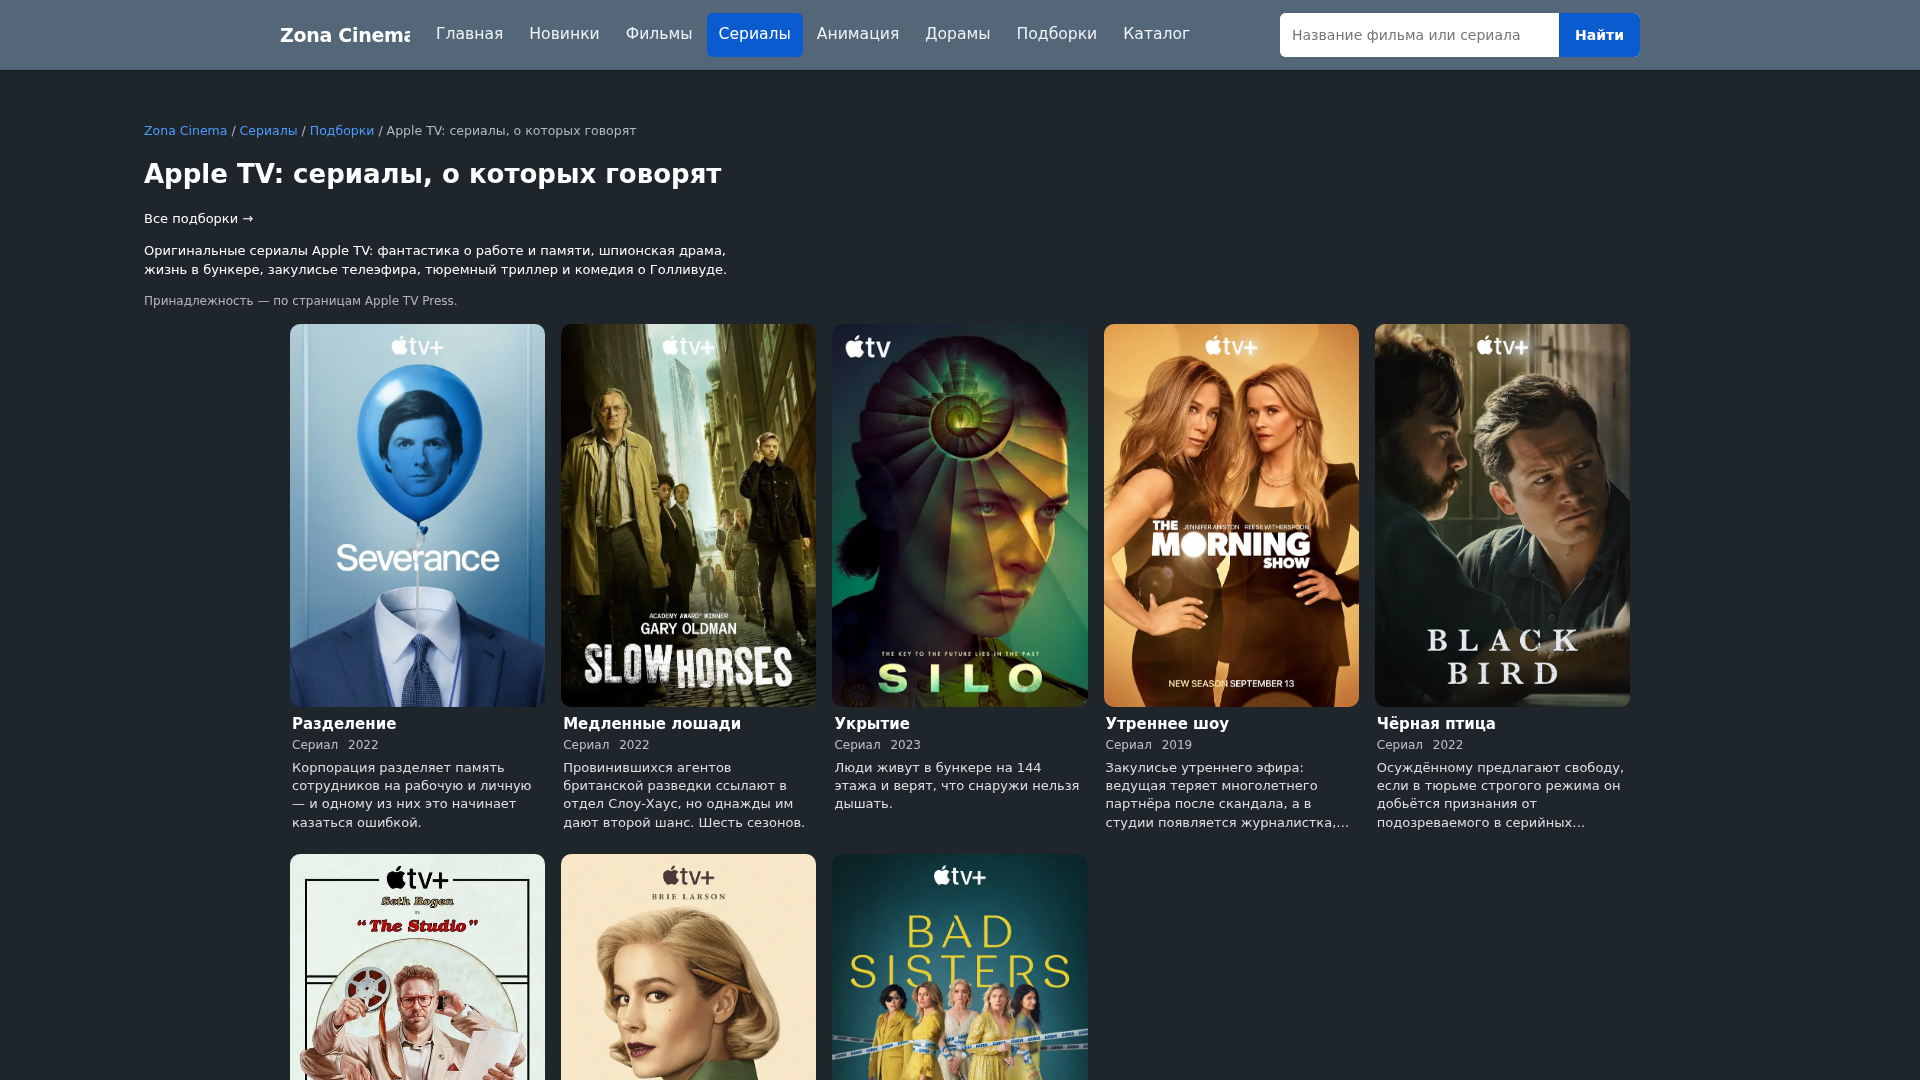 Zona Cinema
Главная
Новинки
Фильмы
Сериалы
Анимация
Дорамы
Подборки
Каталог
Название фильма или сериала
Найти
Zona Cinema / Сериалы / Подборки / Apple TV: сериалы, о которых говорят
Apple TV: сериалы, о которых говорят
Все подборки →
Оригинальные сериалы Apple TV: фантастика о работе и памяти, шпионская драма,
жизнь в бункере, закулисье телеэфира, тюремный триллер и комедия о Голливуде.
Принадлежность — по страницам Apple TV Press.
tv+
Severance
tv+
ACADEMY AWARD® WINNER
GARY OLDMAN
SLOW HORSES
tv
THE KEY TO THE FUTURE LIES IN THE PAST
SILO
tv+
THE
JENNIFER ANISTON REESE WITHERSPOON
MORNING
SHOW
NEW SEASON SEPTEMBER 13
tv+
BLACK
BIRD
Разделение
Сериал 2022
Корпорация разделяет память
сотрудников на рабочую и личную
— и одному из них это начинает
казаться ошибкой.
Медленные лошади
Сериал 2022
Провинившихся агентов
британской разведки ссылают в
отдел Слоу-Хаус, но однажды им
дают второй шанс. Шесть сезонов.
Укрытие
Сериал 2023
Люди живут в бункере на 144
этажа и верят, что снаружи нельзя
дышать.
Утреннее шоу
Сериал 2019
Закулисье утреннего эфира:
ведущая теряет многолетнего
партнёра после скандала, а в
студии появляется журналистка,…
Чёрная птица
Сериал 2022
Осуждённому предлагают свободу,
если в тюрьме строгого режима он
добьётся признания от
подозреваемого в серийных…
tv+
Seth Rogen
IN
“The Studio”
tv+
BRIE LARSON
tv+
BAD
SISTERS